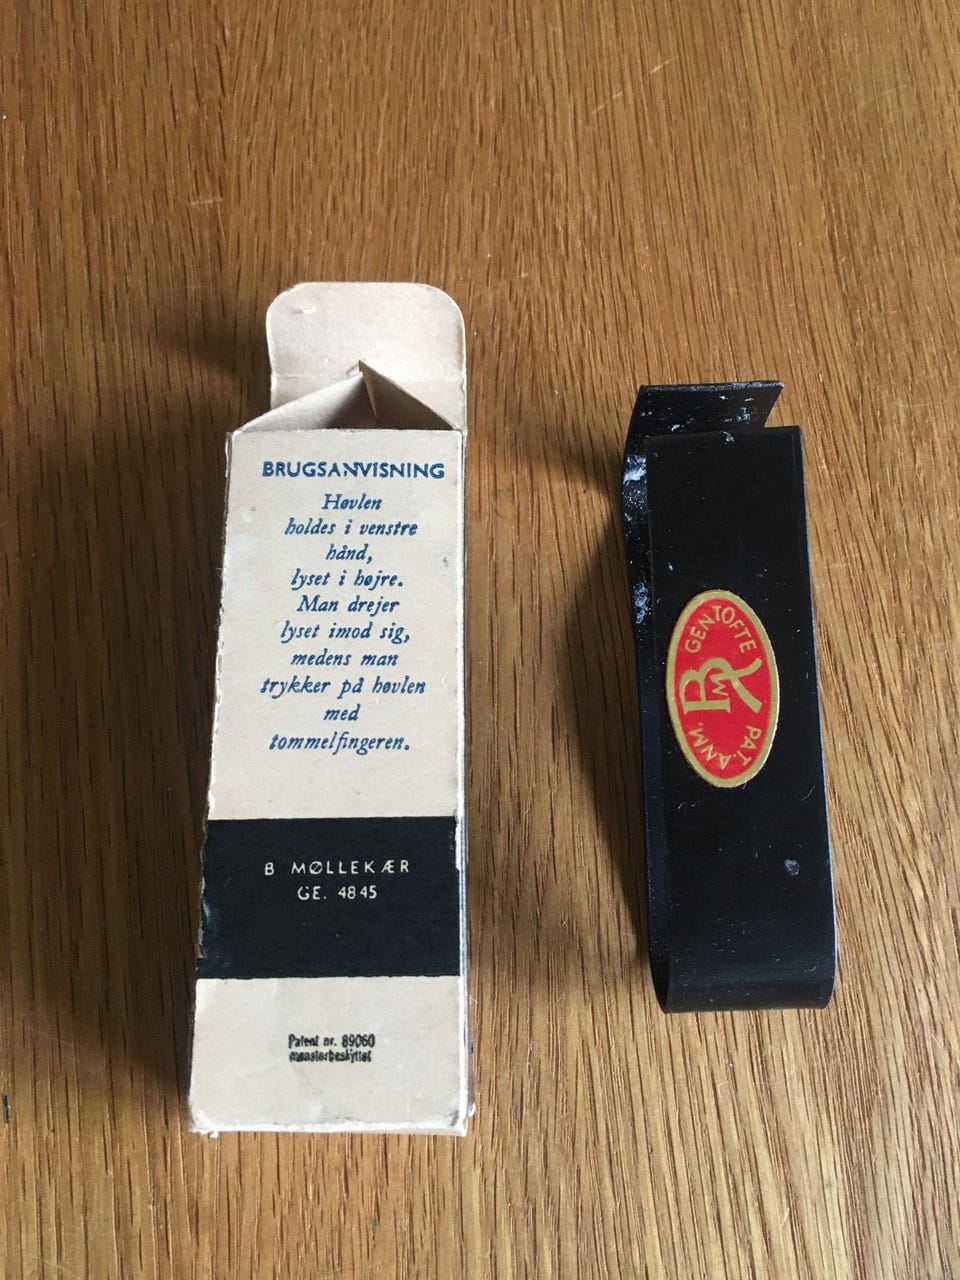 BRUGSANVISNING
Høvlen
holdes i venstre
hånd,
lyset i højre.
Man drejer
lyset imod sig,
medens man
trykker på høvlen
med
tommelfingeren.
B MØLLEKÆR
GE. 4845
Patent nr. 89060
mønsterbeskyttet
GENTOFTE
PAT. ANM.